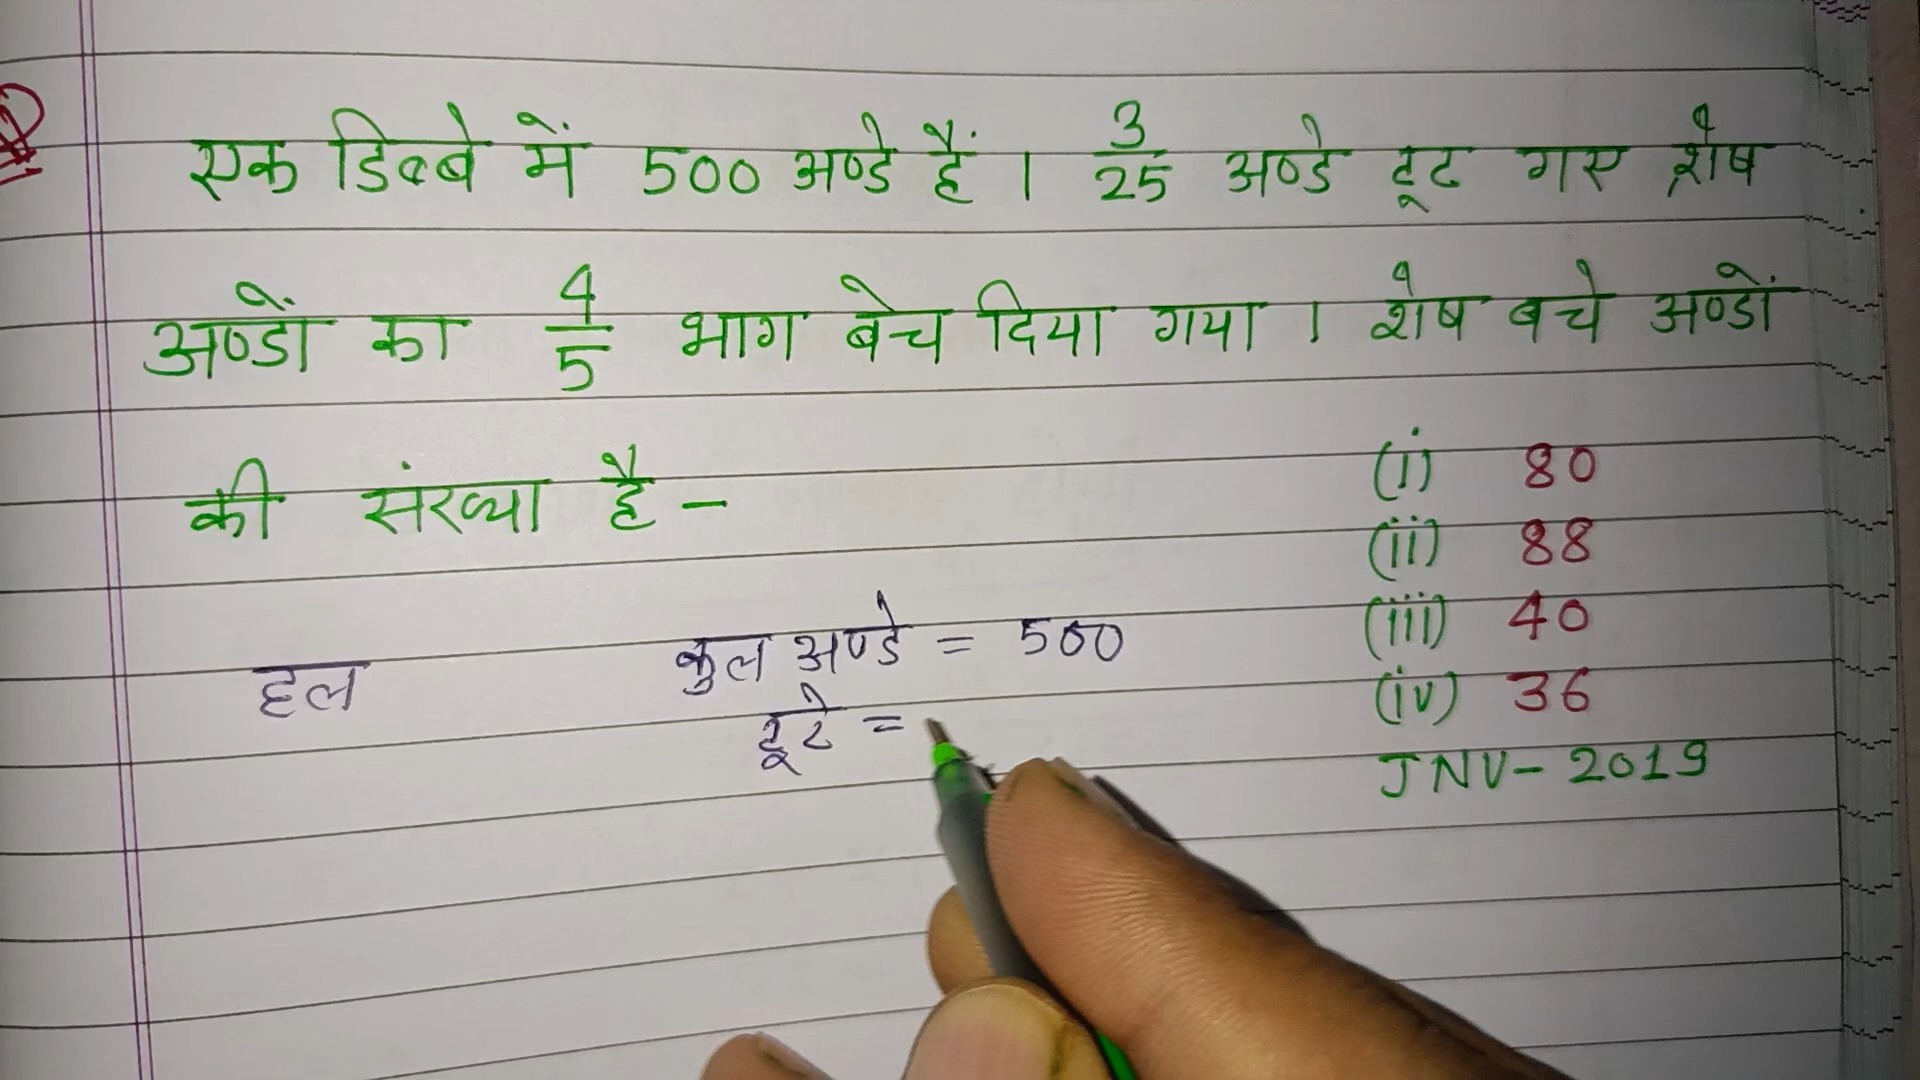 एक डिब्बे में 500 अण्डे हैं । 3/25 अण्डे टूट गए शेष
अण्डों का 4/5 भाग बेच दिया गया । शेष बचे अण्डों
की संख्या है -
(i) 80
(ii) 88
(iii) 40
(iv) 36
JNV-2019
हल कुल अण्डे = 500
टूटे =